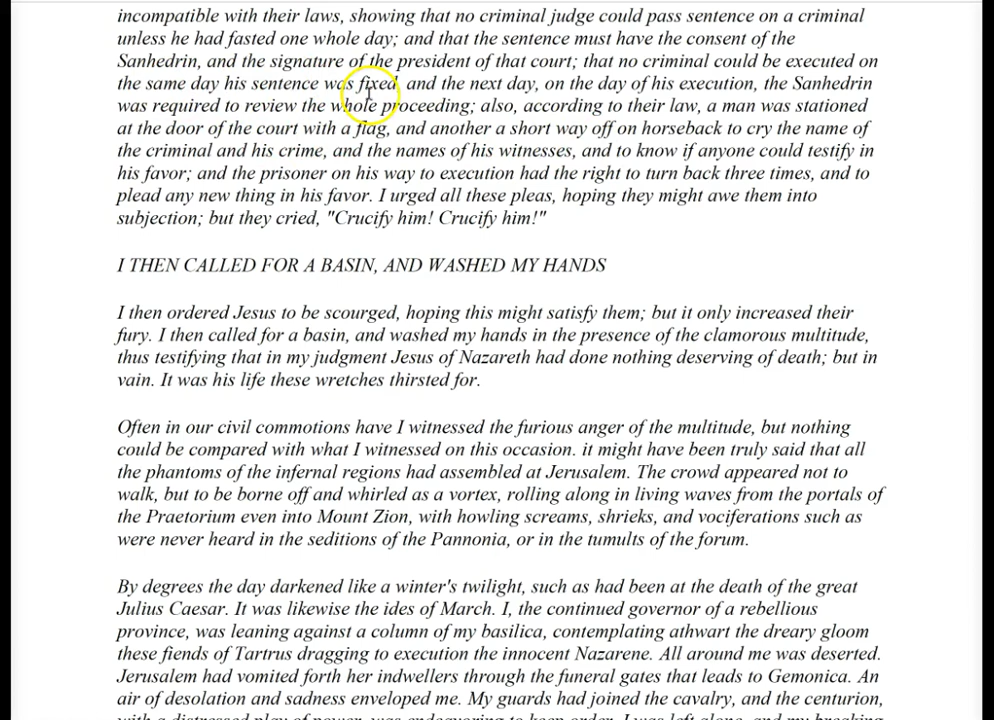 incompatible with their laws, showing that no criminal judge could pass sentence on a criminal
unless he had fasted one whole day; and that the sentence must have the consent of the
Sanhedrin, and the signature of the president of that court; that no criminal could be executed on
the same day his sentence was fixed, and the next day, on the day of his execution, the Sanhedrin
was required to review the whole proceeding; also, according to their law, a man was stationed
at the door of the court with a flag, and another a short way off on horseback to cry the name of
the criminal and his crime, and the names of his witnesses, and to know if anyone could testify in
his favor; and the prisoner on his way to execution had the right to turn back three times, and to
plead any new thing in his favor. I urged all these pleas, hoping they might awe them into
subjection; but they cried, "Crucify him! Crucify him!"
I THEN CALLED FOR A BASIN, AND WASHED MY HANDS
I then ordered Jesus to be scourged, hoping this might satisfy them; but it only increased their
fury. I then called for a basin, and washed my hands in the presence of the clamorous multitude,
thus testifying that in my judgment Jesus of Nazareth had done nothing deserving of death; but in
vain. It was his life these wretches thirsted for.
Often in our civil commotions have I witnessed the furious anger of the multitude, but nothing
could be compared with what I witnessed on this occasion. it might have been truly said that all
the phantoms of the infernal regions had assembled at Jerusalem. The crowd appeared not to
walk, but to be borne off and whirled as a vortex, rolling along in living waves from the portals of
the Praetorium even into Mount Zion, with howling screams, shrieks, and vociferations such as
were never heard in the seditions of the Pannonia, or in the tumults of the forum.
By degrees the day darkened like a winter's twilight, such as had been at the death of the great
Julius Caesar. It was likewise the ides of March. I, the continued governor of a rebellious
province, was leaning against a column of my basilica, contemplating athwart the dreary gloom
these fiends of Tartrus dragging to execution the innocent Nazarene. All around me was deserted.
Jerusalem had vomited forth her indwellers through the funeral gates that leads to Gemonica. An
air of desolation and sadness enveloped me. My guards had joined the cavalry, and the centurion,
with a distressed play of power, was endeavoring to keep order. I was left alone, and my breaking